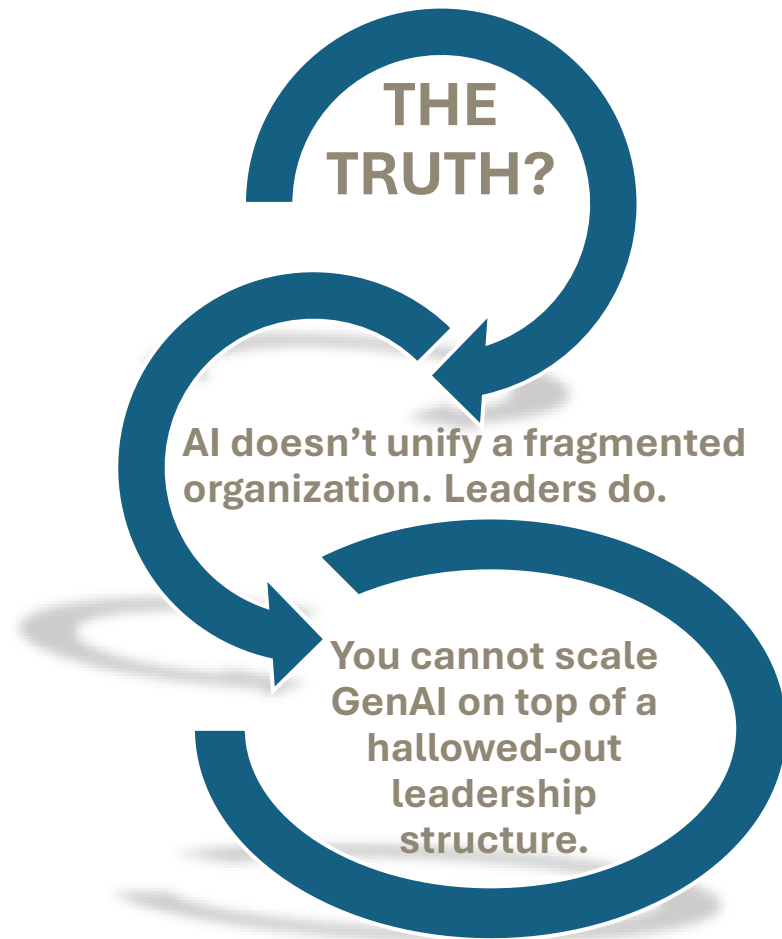 THE
TRUTH?
AI doesn’t unify a fragmented
organization. Leaders do.
You cannot scale
GenAI on top of a
hallowed-out
leadership
structure.